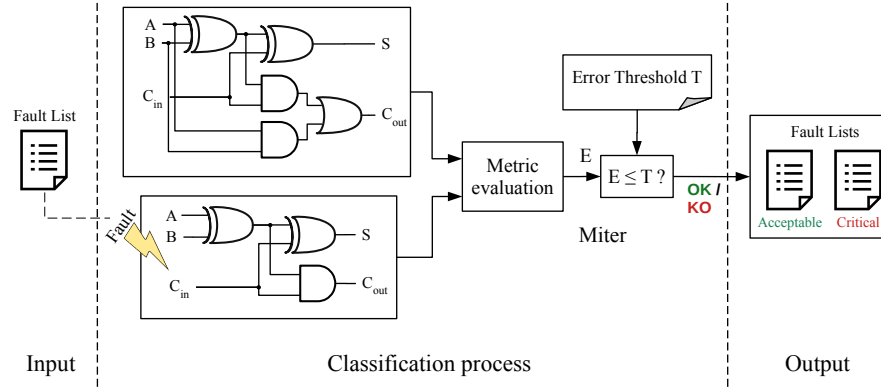 A
B
C in
S
C out
Error Threshold T
Fault List
Fault Lists
Acceptable
Critical
Metric
evaluation
E
E ≤ T ?
OK /
KO
Miter
Fault
A
B
C in
S
C out
Input
Classification process
Output